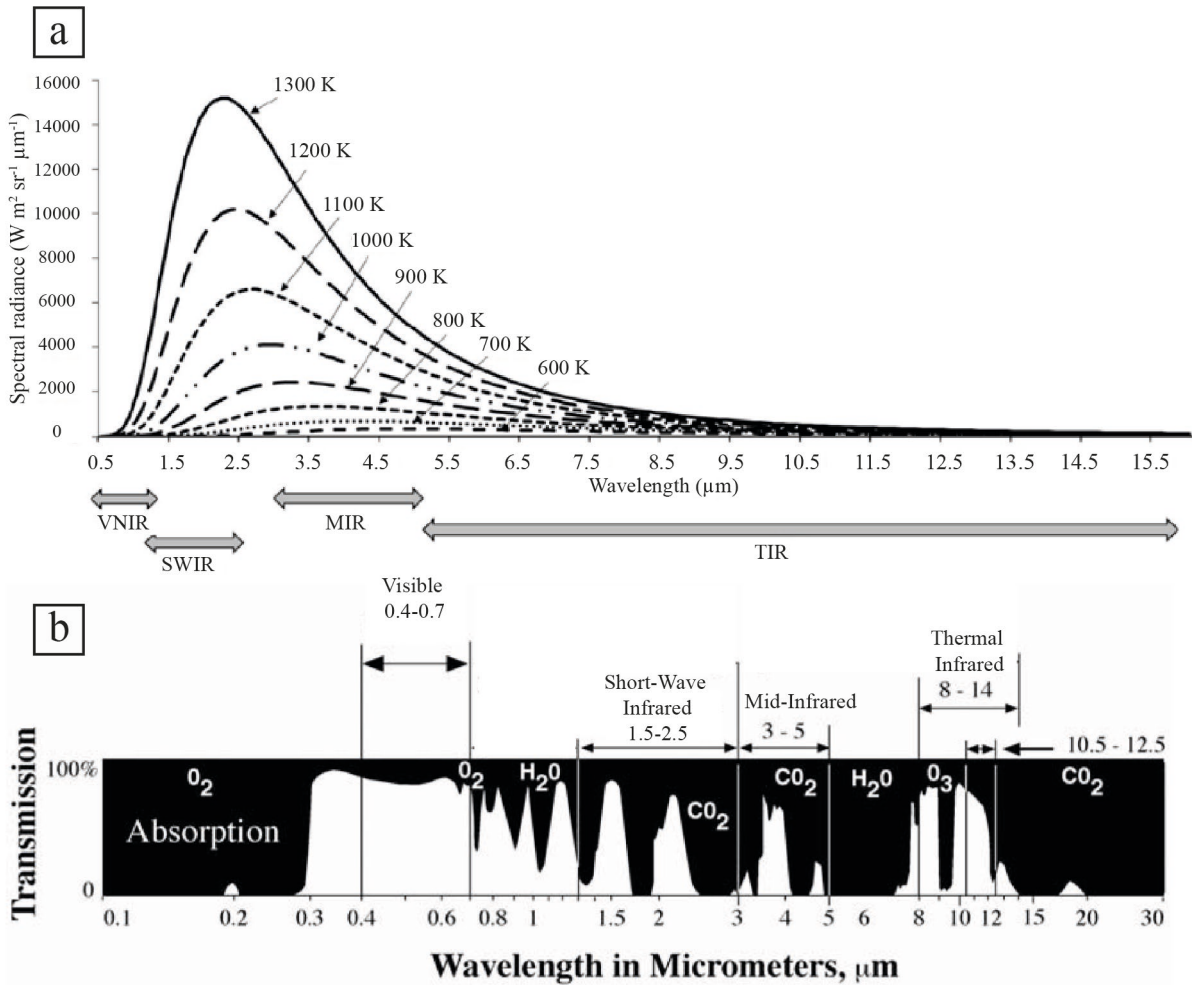 a
16000
14000
12000
10000
8000
6000
4000
2000
0
Spectral radiance (W m² sr⁻¹ µm⁻¹)
1300 K
1200 K
1100 K
1000 K
900 K
800 K
700 K
600 K
0.5 1.5 2.5 3.5 4.5 5.5 6.5 7.5 8.5 9.5 10.5 11.5 12.5 13.5 14.5 15.5
Wavelength (µm)
VNIR
MIR
SWIR
TIR
b
Visible
0.4-0.7
Short-Wave
Infrared
1.5-2.5
Mid-Infrared
3 - 5
Thermal
Infrared
8 - 14
10.5 - 12.5
Transmission
100%
0
0₂
Absorption
0₂
H₂0
C0₂
C0₂
H₂0
0₃
C0₂
0.1 0.2 0.3 0.4 0.6 0.8 1 1.5 2 3 4 5 6 8 10 12 15 20 30
Wavelength in Micrometers, µm